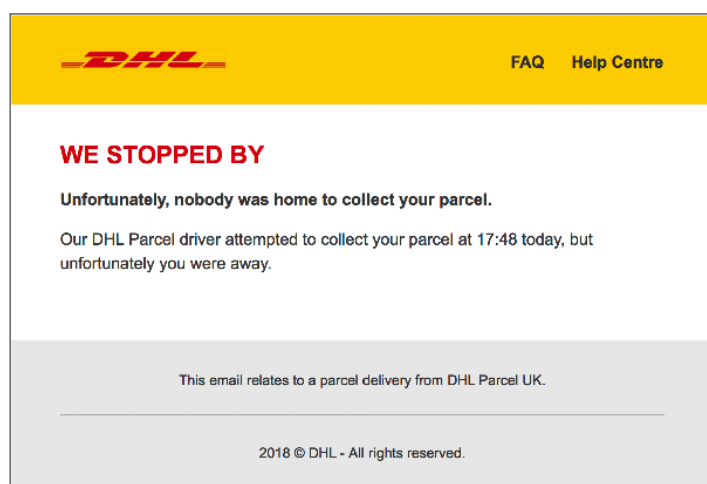 DHL
FAQ Help Centre
WE STOPPED BY
Unfortunately, nobody was home to collect your parcel.
Our DHL Parcel driver attempted to collect your parcel at 17:48 today, but
unfortunately you were away.
This email relates to a parcel delivery from DHL Parcel UK.
2018 © DHL - All rights reserved.